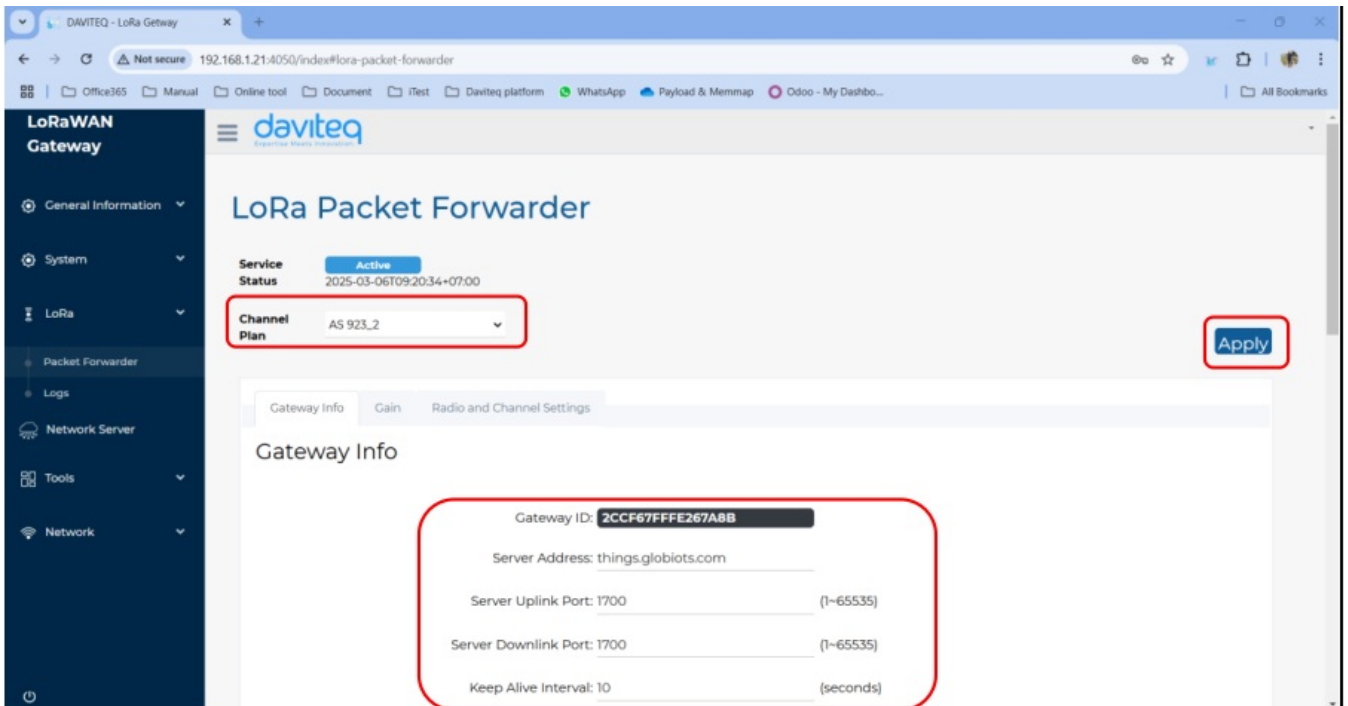 DAVITEQ - LoRa Getway
Not secure 192.168.1.21:4050/index#lora-packet-forwarder
Office365 Manual Online tool Document iTest Daviteq platform WhatsApp Payload & Memmap Odoo - My Dashbo... All Bookmarks
LoRaWAN
Gateway
General Information
System
LoRa
Packet Forwarder
Logs
Network Server
Tools
Network
daviteq
Expertise Meets Innovation.
LoRa Packet Forwarder
Service
Status
Active
2025-03-06T09:20:34+07:00
Channel
Plan
AS 923_2
Apply
Gateway Info Gain Radio and Channel Settings
Gateway Info
Gateway ID: 2CCF67FFFE267A8B
Server Address: things.globiots.com
Server Uplink Port: 1700 (1~65535)
Server Downlink Port: 1700 (1~65535)
Keep Alive Interval: 10 (seconds)